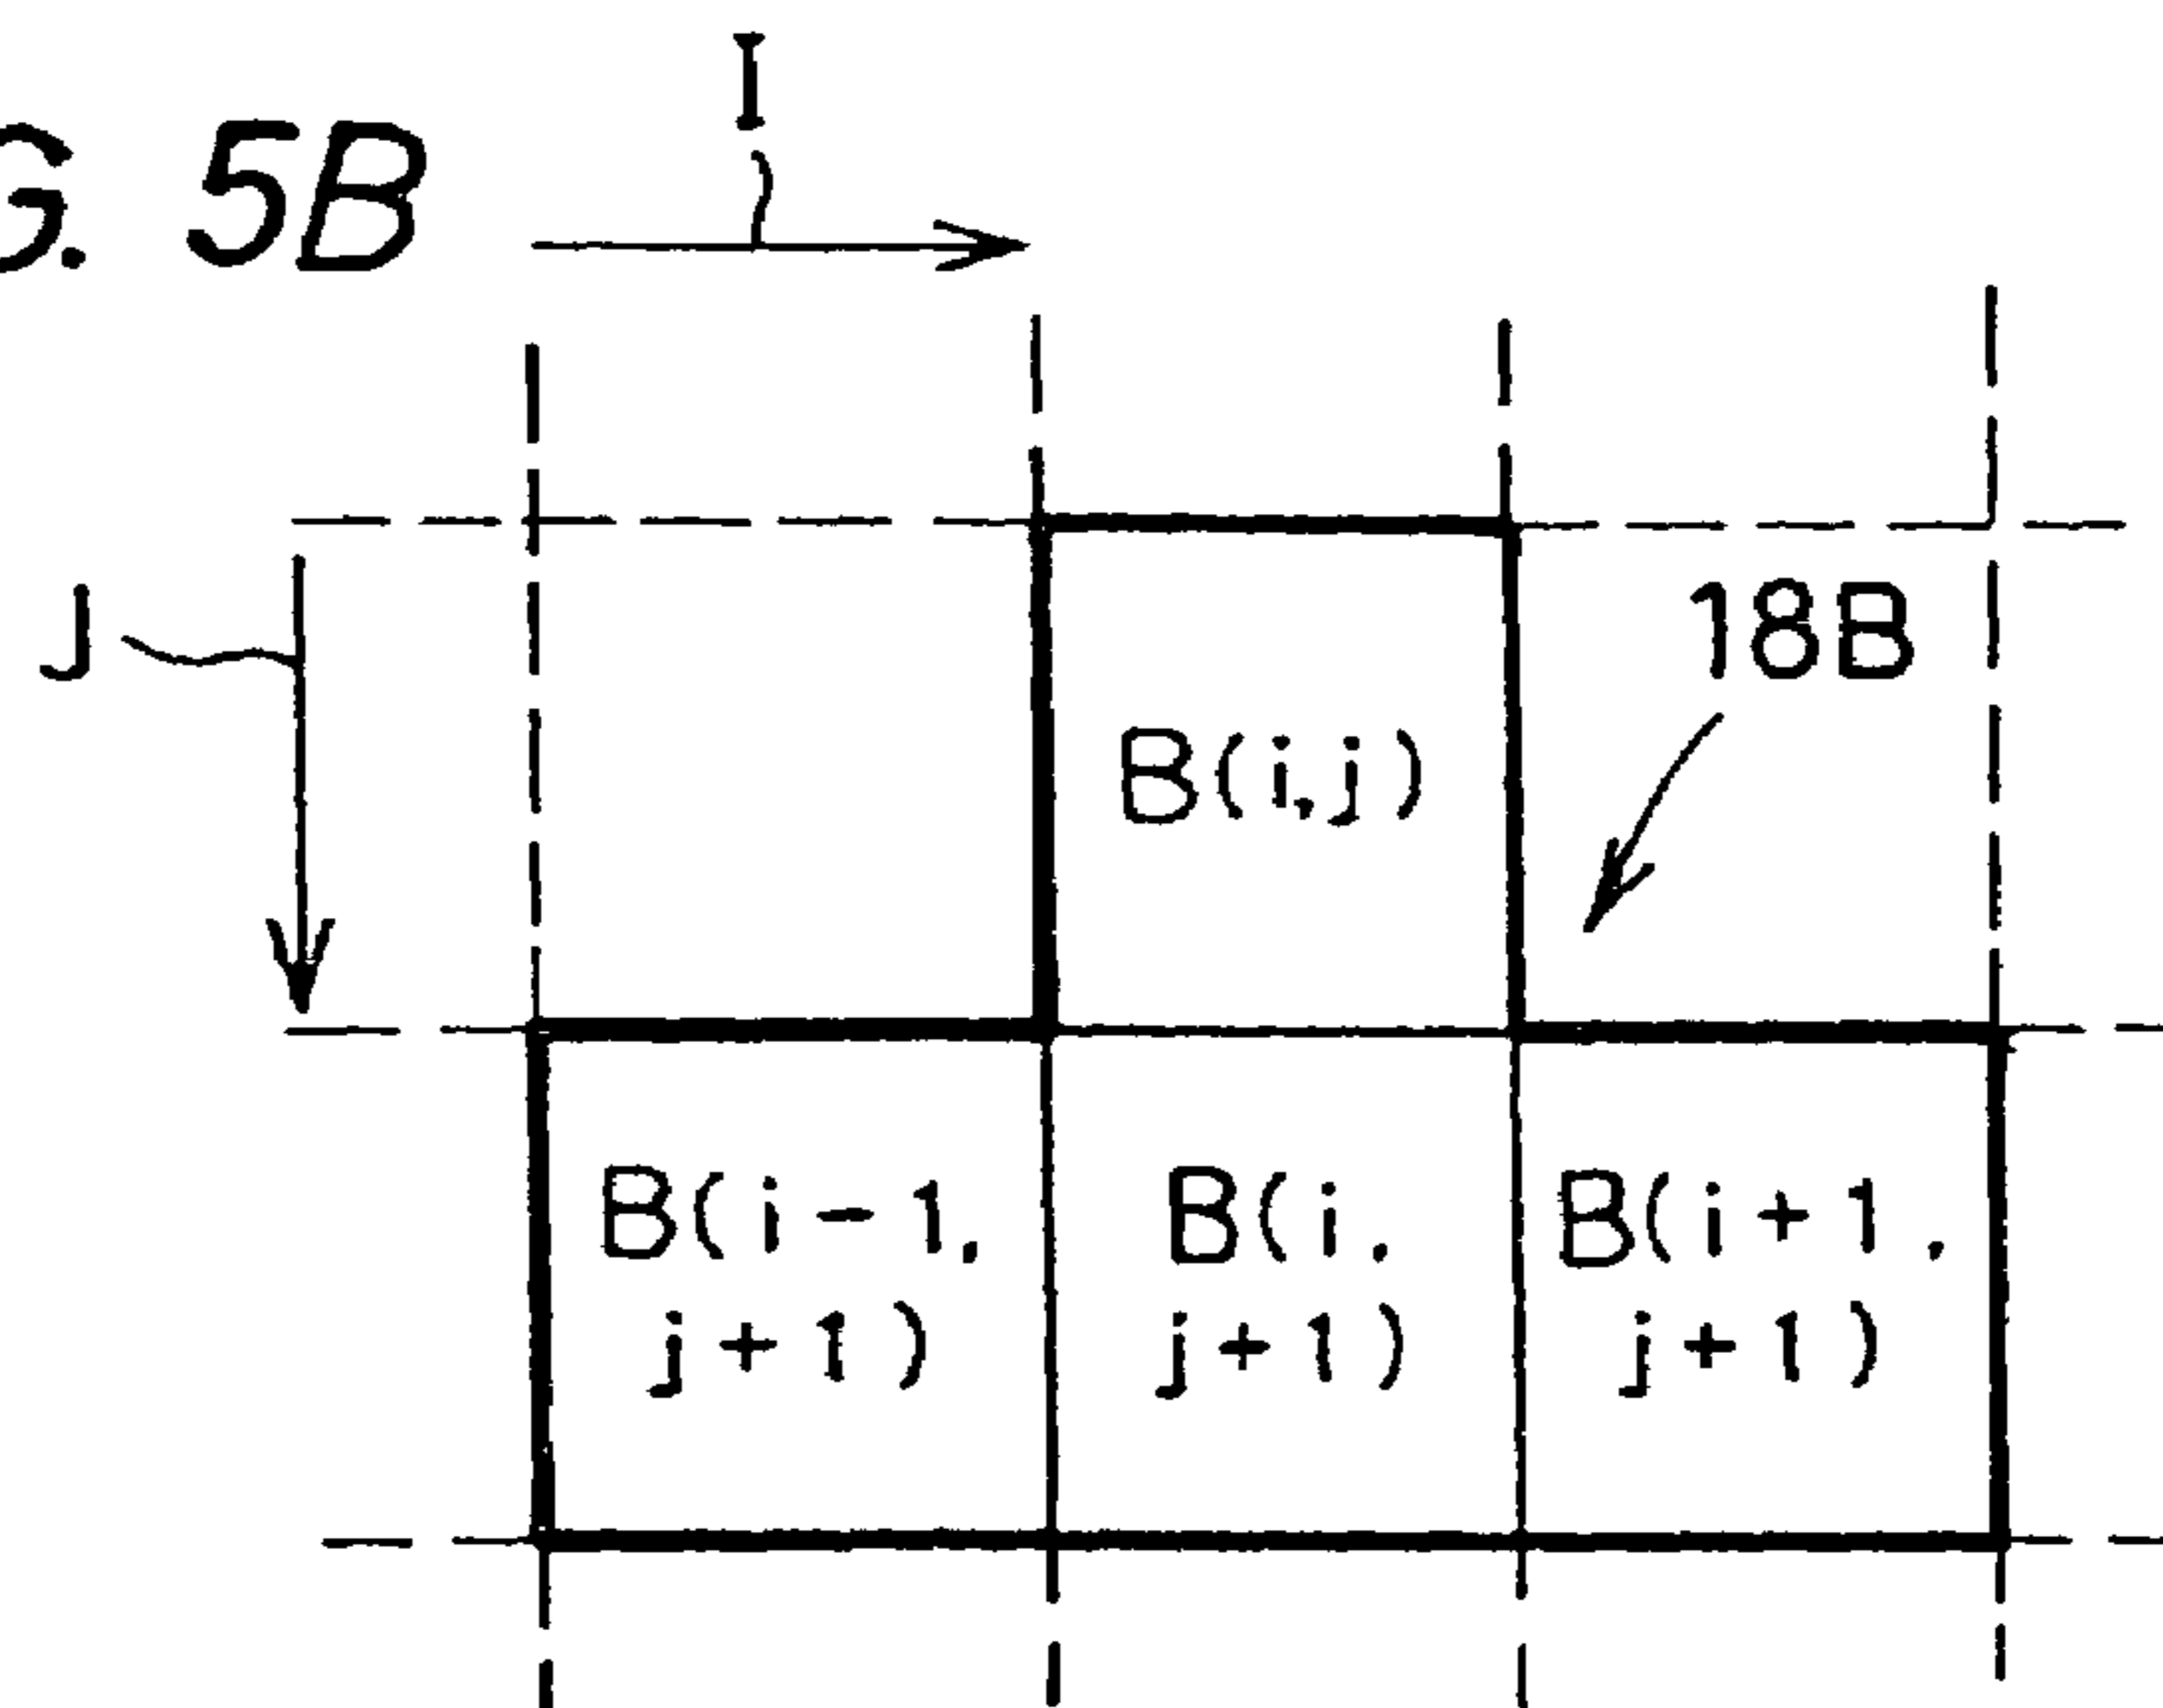 G. 5B
I
J
18B
B(i,j)
B(i-1, j+1)
B(i, j+1)
B(i+1, j+1)